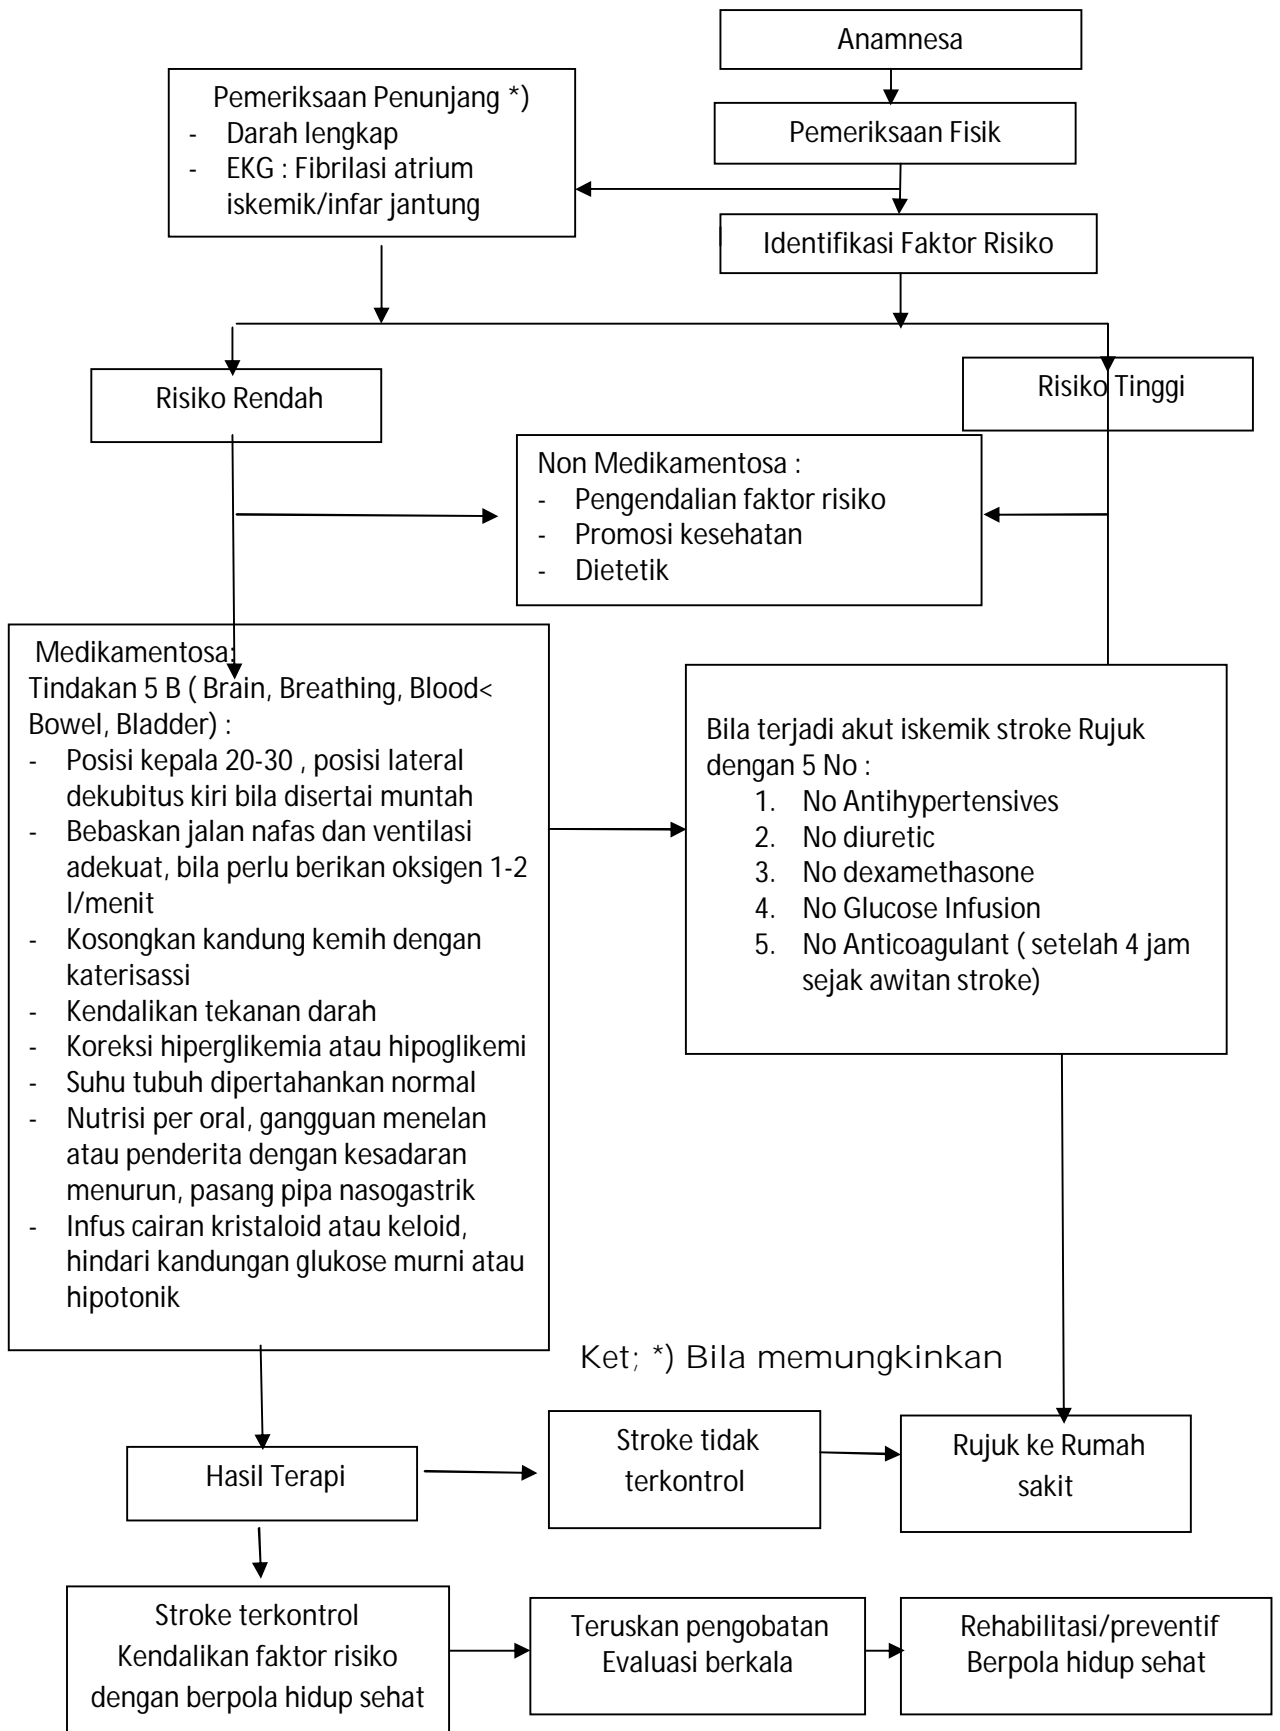 Anamnesa
Pemeriksaan Penunjang *)
- Darah lengkap
- EKG : Fibrilasi atrium
iskemik/infar jantung
Pemeriksaan Fisik
Identifikasi Faktor Risiko
Risiko Rendah
Risiko Tinggi
Non Medikamentosa :
- Pengendalian faktor risiko
- Promosi kesehatan
- Dietetik
Medikamentosa:
Tindakan 5 B ( Brain, Breathing, Blood<
Bowel, Bladder) :
- Posisi kepala 20-30 , posisi lateral
dekubitus kiri bila disertai muntah
- Bebaskan jalan nafas dan ventilasi
adekuat, bila perlu berikan oksigen 1-2
l/menit
- Kosongkan kandung kemih dengan
katerisassi
- Kendalikan tekanan darah
- Koreksi hiperglikemia atau hipoglikemi
- Suhu tubuh dipertahankan normal
- Nutrisi per oral, gangguan menelan
atau penderita dengan kesadaran
menurun, pasang pipa nasogastrik
- Infus cairan kristaloid atau keloid,
hindari kandungan glukose murni atau
hipotonik
Bila terjadi akut iskemik stroke Rujuk
dengan 5 No :
1. No Antihypertensives
2. No diuretic
3. No dexamethasone
4. No Glucose Infusion
5. No Anticoagulant ( setelah 4 jam
sejak awitan stroke)
Ket; *) Bila memungkinkan
Hasil Terapi
Stroke tidak
terkontrol
Rujuk ke Rumah
sakit
Stroke terkontrol
Kendalikan faktor risiko
dengan berpola hidup sehat
Teruskan pengobatan
Evaluasi berkala
Rehabilitasi/preventif
Berpola hidup sehat